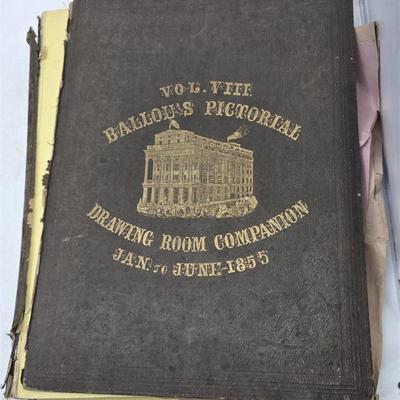 VOL. VIII.
BALLOU'S PICTORIAL
DRAWING ROOM COMPANION
JAN. TO JUNE-1855